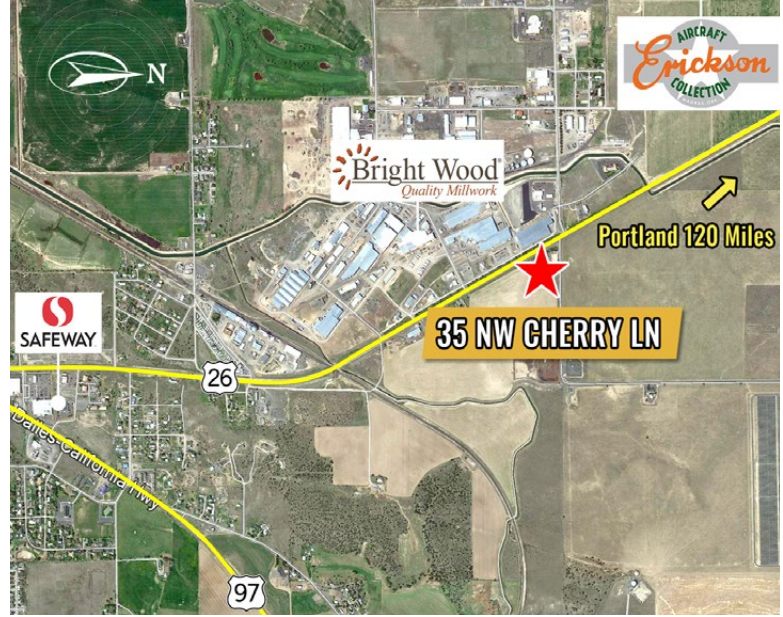 N
AIRCRAFT
Erickson
COLLECTION
Bright Wood
Quality Millwork
Portland 120 Miles
SAFEWAY
35 NW CHERRY LN
26
Dalles-California Hwy
97